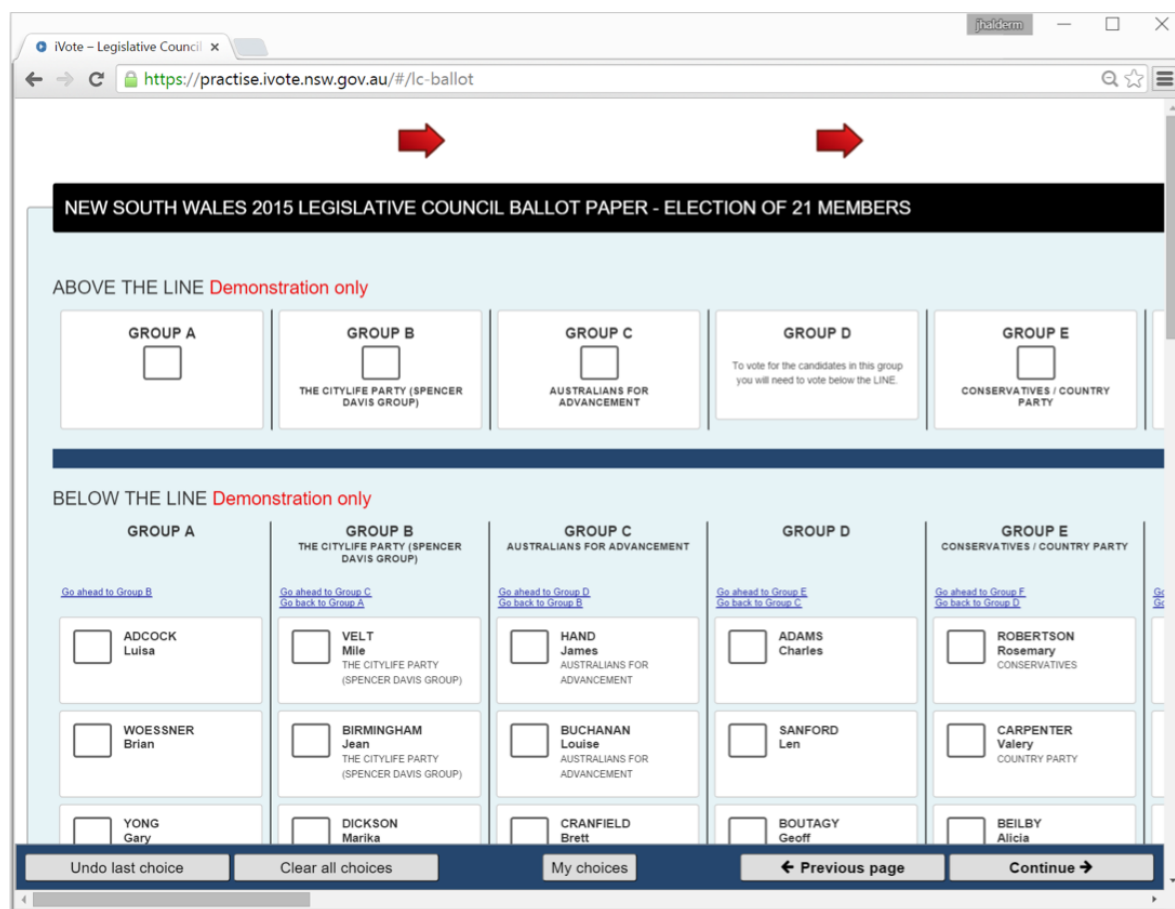 jhalderm
iVote – Legislative Council
https://practise.ivote.nsw.gov.au/#/lc-ballot
NEW SOUTH WALES 2015 LEGISLATIVE COUNCIL BALLOT PAPER - ELECTION OF 21 MEMBERS
ABOVE THE LINE Demonstration only
GROUP A
GROUP B
THE CITYLIFE PARTY (SPENCER
DAVIS GROUP)
GROUP C
AUSTRALIANS FOR
ADVANCEMENT
GROUP D
To vote for the candidates in this group
you will need to vote below the LINE.
GROUP E
CONSERVATIVES / COUNTRY
PARTY
BELOW THE LINE Demonstration only
GROUP A
GROUP B
THE CITYLIFE PARTY (SPENCER
DAVIS GROUP)
GROUP C
AUSTRALIANS FOR ADVANCEMENT
GROUP D
GROUP E
CONSERVATIVES / COUNTRY PARTY
Go ahead to Group B
Go ahead to Group C
Go back to Group A
Go ahead to Group D
Go back to Group B
Go ahead to Group E
Go back to Group C
Go ahead to Group F
Go back to Group D
ADCOCK
Luisa
VELT
Mile
THE CITYLIFE PARTY
(SPENCER DAVIS GROUP)
HAND
James
AUSTRALIANS FOR
ADVANCEMENT
ADAMS
Charles
ROBERTSON
Rosemary
CONSERVATIVES
WOESSNER
Brian
BIRMINGHAM
Jean
THE CITYLIFE PARTY
(SPENCER DAVIS GROUP)
BUCHANAN
Louise
AUSTRALIANS FOR
ADVANCEMENT
SANFORD
Len
CARPENTER
Valery
COUNTRY PARTY
YONG
Gary
DICKSON
Marika
CRANFIELD
Brett
BOUTAGY
Geoff
BEILBY
Alicia
Undo last choice
Clear all choices
My choices
Previous page
Continue